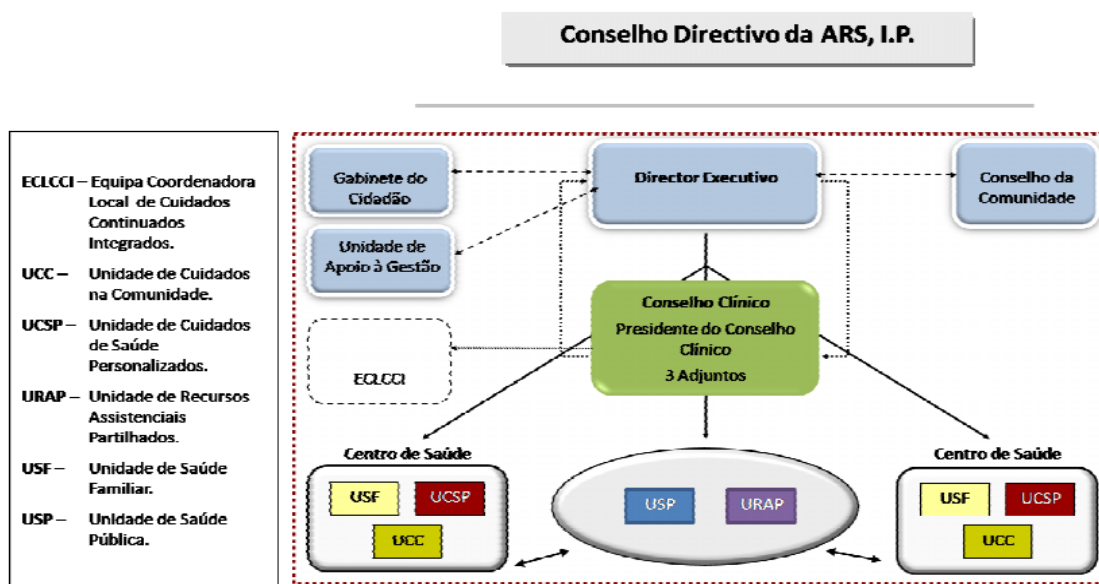 Conselho Directivo da ARS, I.P.
ECLCCI – Equipa Coordenadora
Local de Cuidados
Continuados
Integrados.
UCC – Unidade de Cuidados
na Comunidade.
UCSP – Unidade de Cuidados
de Saúde
Personalizados.
URAP – Unidade de Recursos
Assistenciais
Partilhados.
USF – Unidade de Saúde
Familiar.
USP – Unidade de Saúde
Pública.
Gabinete do
Cidadão
Director Executivo
Conselho da
Comunidade
Unidade de
Apoio à Gestão
Conselho Clínico
Presidente do Conselho
Clínico
3 Adjuntos
ECLCCI
Centro de Saúde
USF
UCSP
UCC
USP
URAP
Centro de Saúde
USF
UCSP
UCC